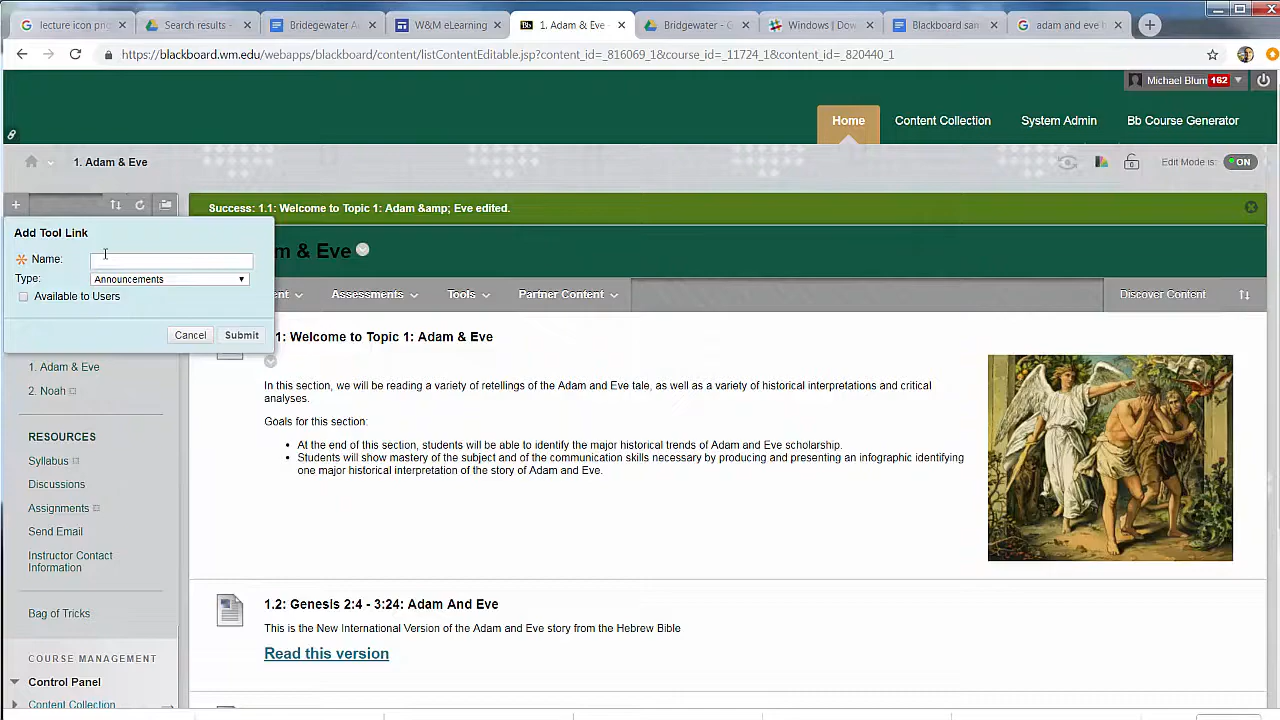 lecture icon png
Search results -
Bridegewater A
W&M eLearning
1. Adam & Eve -
Bridgewater - G
Windows | Dow
Blackboard sam
adam and eve
https://blackboard.wm.edu/webapps/blackboard/content/listContentEditable.jsp?content_id=_816069_1&course_id=_11724_1&content_id=_820440_1
Michael Blum 162
Home
Content Collection
System Admin
Bb Course Generator
1. Adam & Eve
Edit Mode is: ON
Success: 1.1: Welcome to Topic 1: Adam &amp; Eve edited.
Add Tool Link
Name:
Type: Announcements
Available to Users
Cancel Submit
m & Eve
ent
Assessments
Tools
Partner Content
Discover Content
1: Welcome to Topic 1: Adam & Eve
In this section, we will be reading a variety of retellings of the Adam and Eve tale, as well as a variety of historical interpretations and critical
analyses.
Goals for this section:
At the end of this section, students will be able to identify the major historical trends of Adam and Eve scholarship.
Students will show mastery of the subject and of the communication skills necessary by producing and presenting an infographic identifying
one major historical interpretation of the story of Adam and Eve.
1. Adam & Eve
2. Noah
RESOURCES
Syllabus
Discussions
Assignments
Send Email
Instructor Contact
Information
Bag of Tricks
COURSE MANAGEMENT
Control Panel
Content Collection
1.2: Genesis 2:4 - 3:24: Adam And Eve
This is the New International Version of the Adam and Eve story from the Hebrew Bible
Read this version